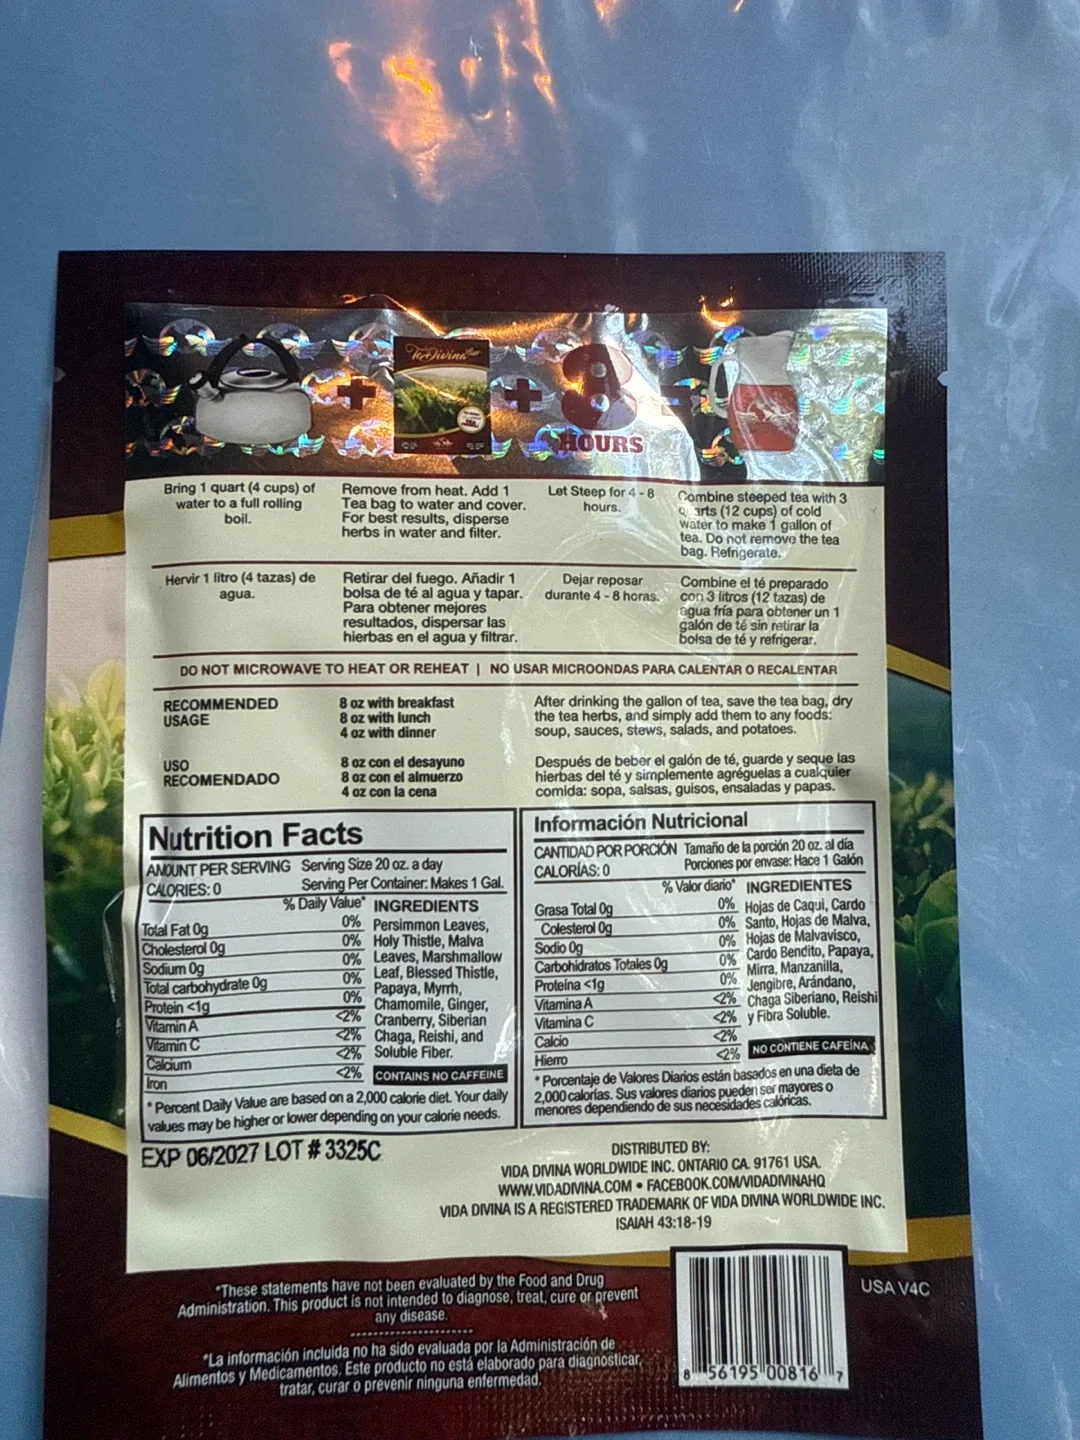 TeDivina
8
HOURS
Bring 1 quart (4 cups) of
water to a full rolling
boil.
Remove from heat. Add 1
Tea bag to water and cover.
For best results, disperse
herbs in water and filter.
Let Steep for 4 - 8
hours.
Combine steeped tea with 3
quarts (12 cups) of cold
water to make 1 gallon of
tea. Do not remove the tea
bag. Refrigerate.
Hervir 1 litro (4 tazas) de
agua.
Retirar del fuego. Añadir 1
bolsa de té al agua y tapar.
Para obtener mejores
resultados, dispersar las
hierbas en el agua y filtrar.
Dejar reposar
durante 4 - 8 horas.
Combine el té preparado
con 3 litros (12 tazas) de
agua fría para obtener un 1
galón de té sin retirar la
bolsa de té y refrigerar.
DO NOT MICROWAVE TO HEAT OR REHEAT | NO USAR MICROONDAS PARA CALENTAR O RECALENTAR
RECOMMENDED
USAGE
8 oz with breakfast
8 oz with lunch
4 oz with dinner
After drinking the gallon of tea, save the tea bag, dry
the tea herbs, and simply add them to any foods:
soup, sauces, stews, salads, and potatoes.
USO
RECOMENDADO
8 oz con el desayuno
8 oz con el almuerzo
4 oz con la cena
Después de beber el galón de té, guarde y seque las
hierbas del té y simplemente agréguelas a cualquier
comida: sopa, salsas, guisos, ensaladas y papas.
Nutrition Facts
AMOUNT PER SERVING Serving Size 20 oz. a day
CALORIES: 0 Serving Per Container: Makes 1 Gal.
% Daily Value*
Total Fat 0g 0%
Cholesterol 0g 0%
Sodium 0g 0%
Total carbohydrate 0g 0%
Protein <1g 0%
Vitamin A <2%
Vitamin C <2%
Calcium <2%
Iron <2%
INGREDIENTS
Persimmon Leaves,
Holy Thistle, Malva
Leaves, Marshmallow
Leaf, Blessed Thistle,
Papaya, Myrrh,
Chamomile, Ginger,
Cranberry, Siberian
Chaga, Reishi, and
Soluble Fiber.
CONTAINS NO CAFFEINE
* Percent Daily Value are based on a 2,000 calorie diet. Your daily
values may be higher or lower depending on your calorie needs.
Información Nutricional
CANTIDAD POR PORCIÓN Tamaño de la porción 20 oz. al día
CALORÍAS: 0 Porciones por envase: Hace 1 Galón
% Valor diario*
Grasa Total 0g 0%
Colesterol 0g 0%
Sodio 0g 0%
Carbohidratos Totales 0g 0%
Proteína <1g 0%
Vitamina A <2%
Vitamina C <2%
Calcio <2%
Hierro <2%
INGREDIENTES
Hojas de Caqui, Cardo
Santo, Hojas de Malva,
Hojas de Malvavisco,
Cardo Bendito, Papaya,
Mirra, Manzanilla,
Jengibre, Arándano,
Chaga Siberiano, Reishi
y Fibra Soluble.
NO CONTIENE CAFEÍNA
* Porcentaje de Valores Diarios están basados en una dieta de
2,000 calorías. Sus valores diarios pueden ser mayores o
menores dependiendo de sus necesidades calóricas.
EXP 06/2027 LOT # 3325C
DISTRIBUTED BY:
VIDA DIVINA WORLDWIDE INC. ONTARIO CA. 91761 USA.
WWW.VIDADIVINA.COM • FACEBOOK.COM/VIDADIVINAHQ
VIDA DIVINA IS A REGISTERED TRADEMARK OF VIDA DIVINA WORLDWIDE INC.
ISAIAH 43:18-19
*These statements have not been evaluated by the Food and Drug
Administration. This product is not intended to diagnose, treat, cure or prevent
any disease.
*La información incluida no ha sido evaluada por la Administración de
Alimentos y Medicamentos. Este producto no está elaborado para diagnosticar,
tratar, curar o prevenir ninguna enfermedad.
USA V4C
8 56195 00816 7